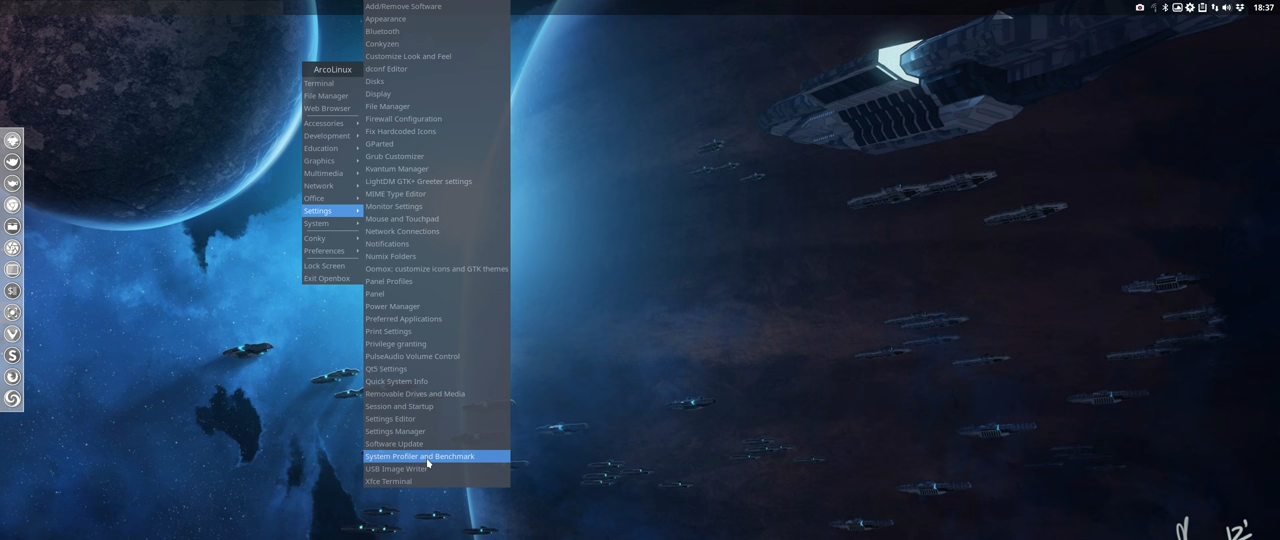 18:37
ArcoLinux
Terminal
File Manager
Web Browser
Accessories
Development
Education
Graphics
Multimedia
Network
Office
Settings
System
Conky
Preferences
Lock Screen
Exit Openbox
Add/Remove Software
Appearance
Bluetooth
Conkyzen
Customize Look and Feel
dconf Editor
Disks
Display
File Manager
Firewall Configuration
Fix Hardcoded Icons
GParted
Grub Customizer
Kvantum Manager
LightDM GTK+ Greeter settings
MIME Type Editor
Monitor Settings
Mouse and Touchpad
Network Connections
Notifications
Numix Folders
Oomox: customize icons and GTK themes
Panel Profiles
Panel
Power Manager
Preferred Applications
Print Settings
Privilege granting
PulseAudio Volume Control
Qt5 Settings
Quick System Info
Removable Drives and Media
Session and Startup
Settings Editor
Settings Manager
Software Update
System Profiler and Benchmark
USB Image Writer
Xfce Terminal